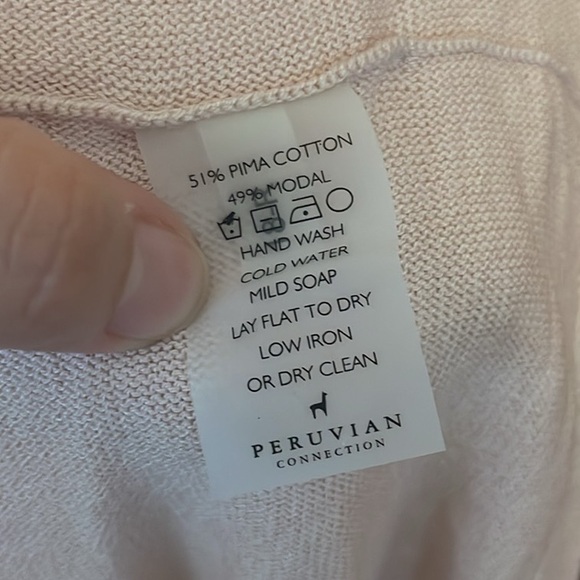 51% PIMA COTTON
49% MODAL
HAND WASH
COLD WATER
MILD SOAP
LAY FLAT TO DRY
LOW IRON
OR DRY CLEAN
PERUVIAN
CONNECTION